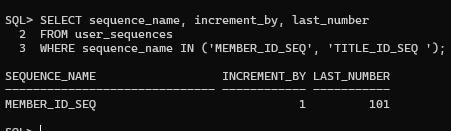 SQL> SELECT sequence_name, increment_by, last_number
  2  FROM user_sequences
  3  WHERE sequence_name IN ('MEMBER_ID_SEQ', 'TITLE_ID_SEQ ');
SEQUENCE_NAME                  INCREMENT_BY LAST_NUMBER
------------------------------ ------------ -----------
MEMBER_ID_SEQ                             1         101
SQL>